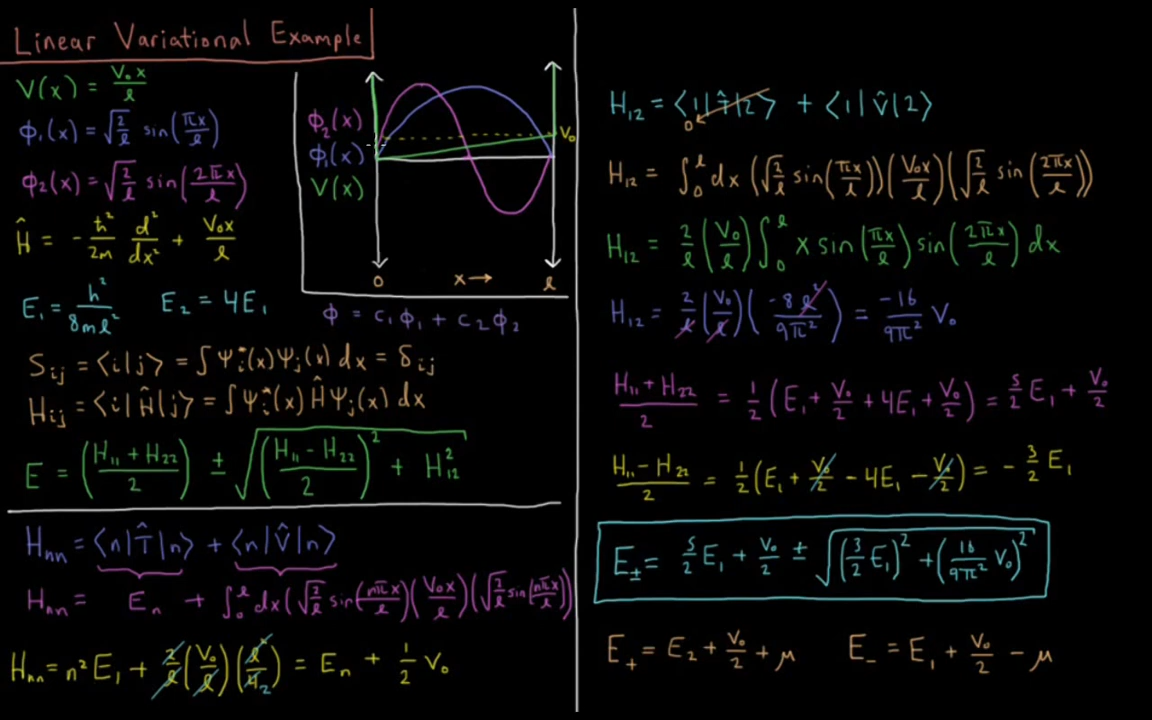 Linear Variational Example
V(x) = V₀x/ℓ
ϕ₁(x) = √(2/ℓ) sin(πx/ℓ)
ϕ₂(x) = √(2/ℓ) sin(2πx/ℓ)
Ĥ = -ħ²/2m d²/dx² + V₀x/ℓ
E₁ = h²/8mℓ² E₂ = 4E₁
ϕ₂(x)
ϕ₁(x)
V(x)
V₀
0 x→ ℓ
ϕ = c₁ϕ₁ + c₂ϕ₂
Sᵢⱼ = ⟨i|j⟩ = ∫Ψᵢ*(x)Ψⱼ(x) dx = δᵢⱼ
Hᵢⱼ = ⟨i|Ĥ|j⟩ = ∫Ψᵢ*(x) Ĥ Ψⱼ(x) dx
E = ((H₁₁ + H₂₂)/2) ± √(((H₁₁ - H₂₂)/2)² + H₁₂²)
Hₙₙ = ⟨n|T̂|n⟩ + ⟨n|V̂|n⟩
Hₙₙ = Eₙ + ∫₀^ℓ dx(√(2/ℓ) sin(nπx/ℓ))(V₀x/ℓ)(√(2/ℓ) sin(nπx/ℓ))
Hₙₙ = n²E₁ + (2/ℓ)(V₀/ℓ)(ℓ²/4 2) = Eₙ + 1/2 V₀
H₁₂ = ⟨1|T̂|2⟩ + ⟨1|V̂|2⟩
0
H₁₂ = ∫₀^ℓ dx (√(2/ℓ) sin(πx/ℓ))(V₀x/ℓ)(√(2/ℓ) sin(2πx/ℓ))
H₁₂ = 2/ℓ (V₀/ℓ) ∫₀^ℓ x sin(πx/ℓ) sin(2πx/ℓ) dx
H₁₂ = 2/ℓ (V₀/ℓ)(-8ℓ²/9π²) = -16/9π² V₀
(H₁₁ + H₂₂)/2 = 1/2 (E₁ + V₀/2 + 4E₁ + V₀/2) = 5/2 E₁ + V₀/2
(H₁₁ - H₂₂)/2 = 1/2 (E₁ + V₀/2 - 4E₁ - V₀/2) = -3/2 E₁
E± = 5/2 E₁ + V₀/2 ± √((3/2 E₁)² + (16/9π² V₀)²)
E₊ = E₂ + V₀/2 + μ E₋ = E₁ + V₀/2 - μ